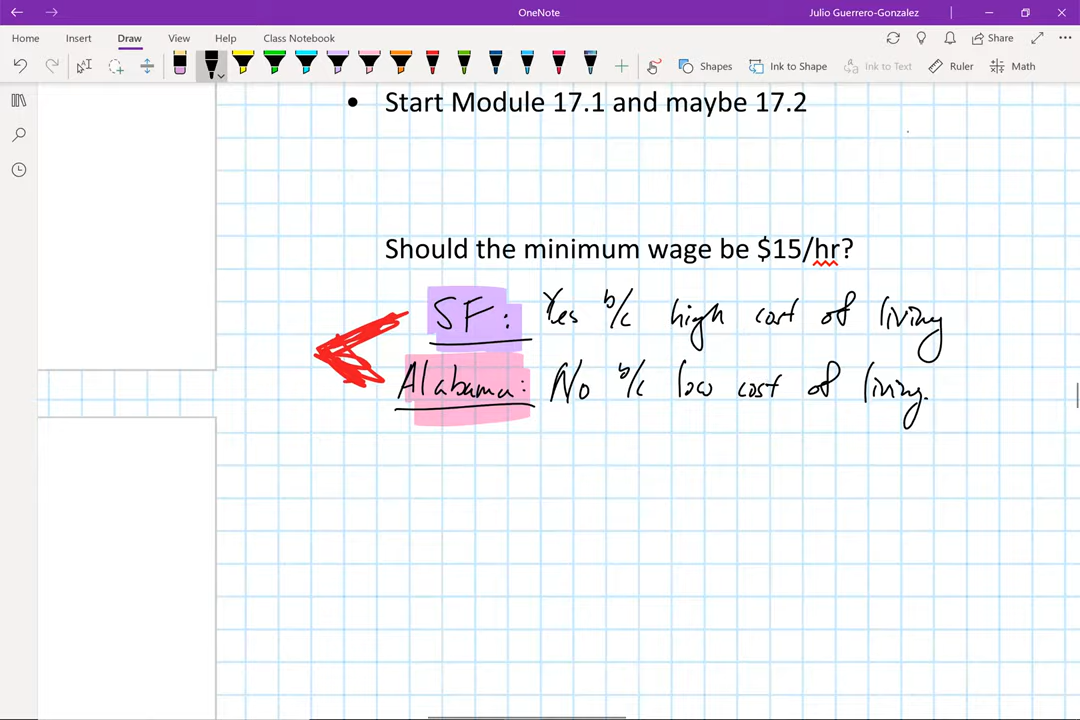 OneNote
Julio Guerrero-Gonzalez
Home Insert Draw View Help Class Notebook
Share
Shapes Ink to Shape Ink to Text Ruler Math
• Start Module 17.1 and maybe 17.2
Should the minimum wage be $15/hr?
SF: Yes b/c high cost of living
Alabama: No b/c low cost of living.